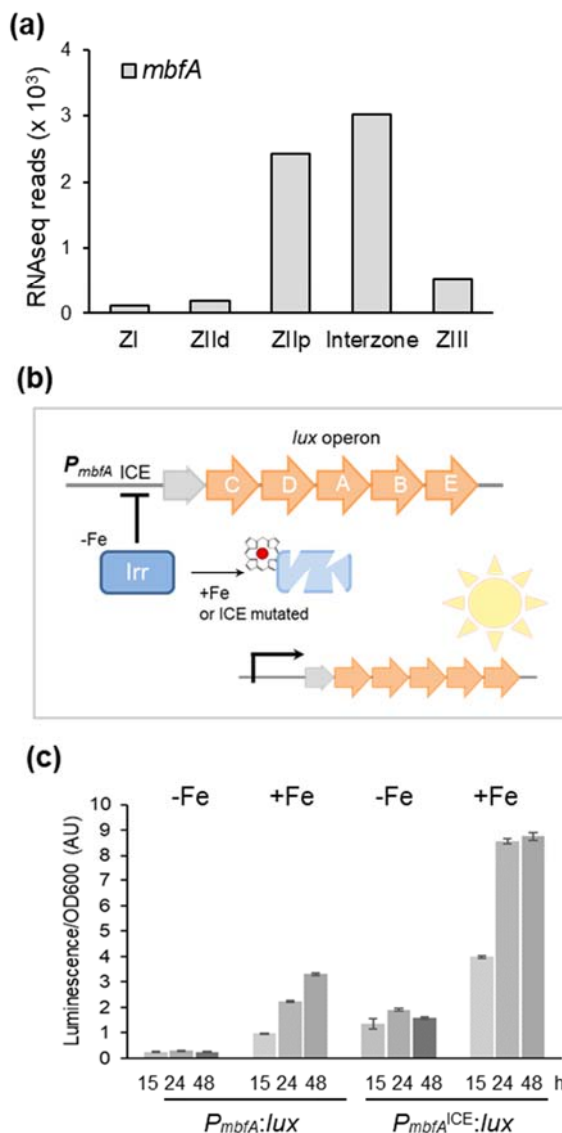 (a)
4
3
2
1
0
RNAseq reads (x 10³)
mbfA
ZI ZIId ZIIp Interzone ZIII
(b)
lux operon
PmbfA ICE
C D A B E
-Fe
Irr
+Fe
or ICE mutated
(c)
-Fe +Fe -Fe +Fe
10
9
8
7
6
5
4
3
2
1
0
Luminescence/OD600 (AU)
15 24 48 15 24 48 15 24 48 15 24 48 h
PmbfA:lux PmbfAᴵᶜᴱ:lux